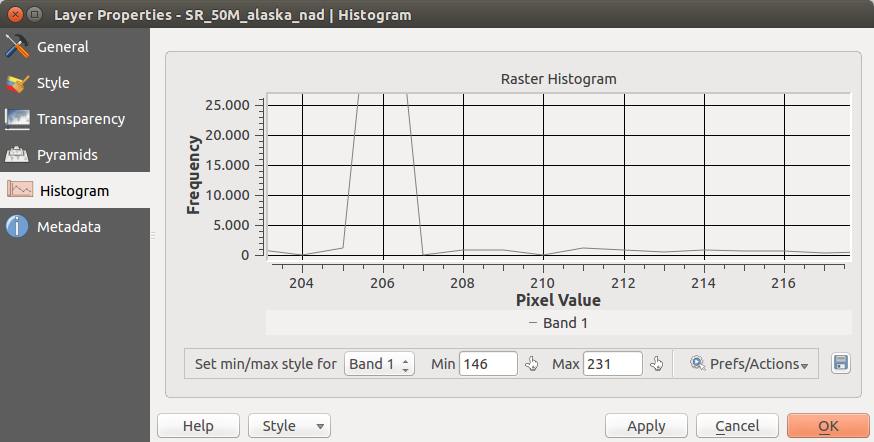 Layer Properties - SR_50M_alaska_nad | Histogram
General
Style
Transparency
Pyramids
Histogram
Metadata
Raster Histogram
Frequency
25.000
20.000
15.000
10.000
5.000
0
204 206 208 210 212 214 216
Pixel Value
Band 1
Set min/max style for Band 1 Min 146 Max 231 Prefs/Actions
Help Style Apply Cancel OK